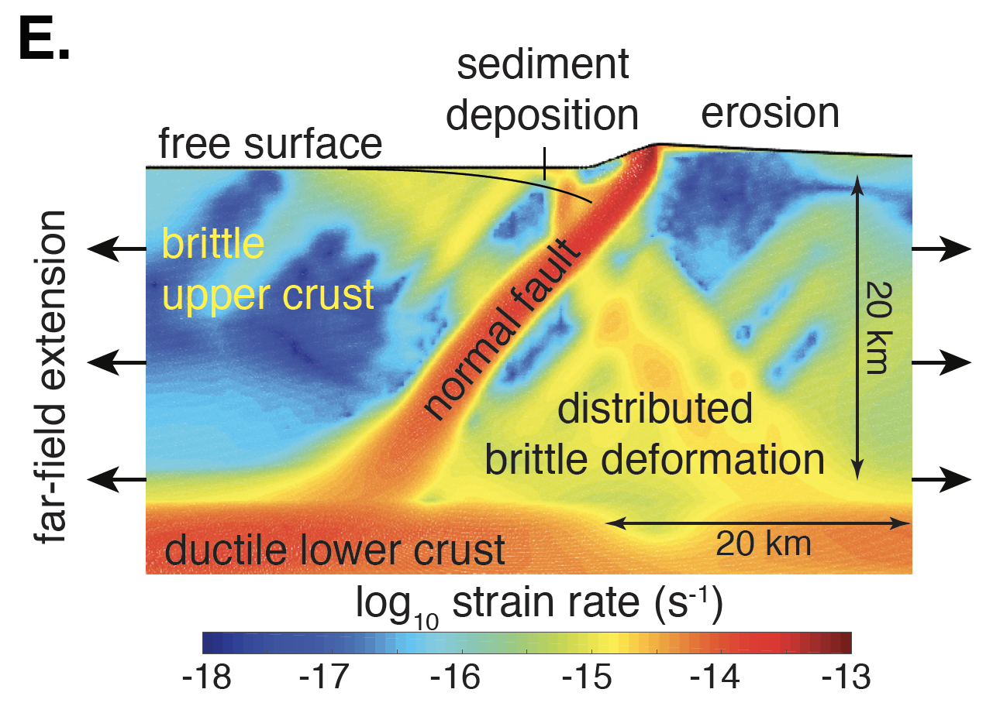 E.
sediment
deposition
erosion
free surface
far-field extension
brittle
upper crust
normal fault
20 km
distributed
brittle deformation
ductile lower crust
20 km
log₁₀ strain rate (s⁻¹)
-18 -17 -16 -15 -14 -13